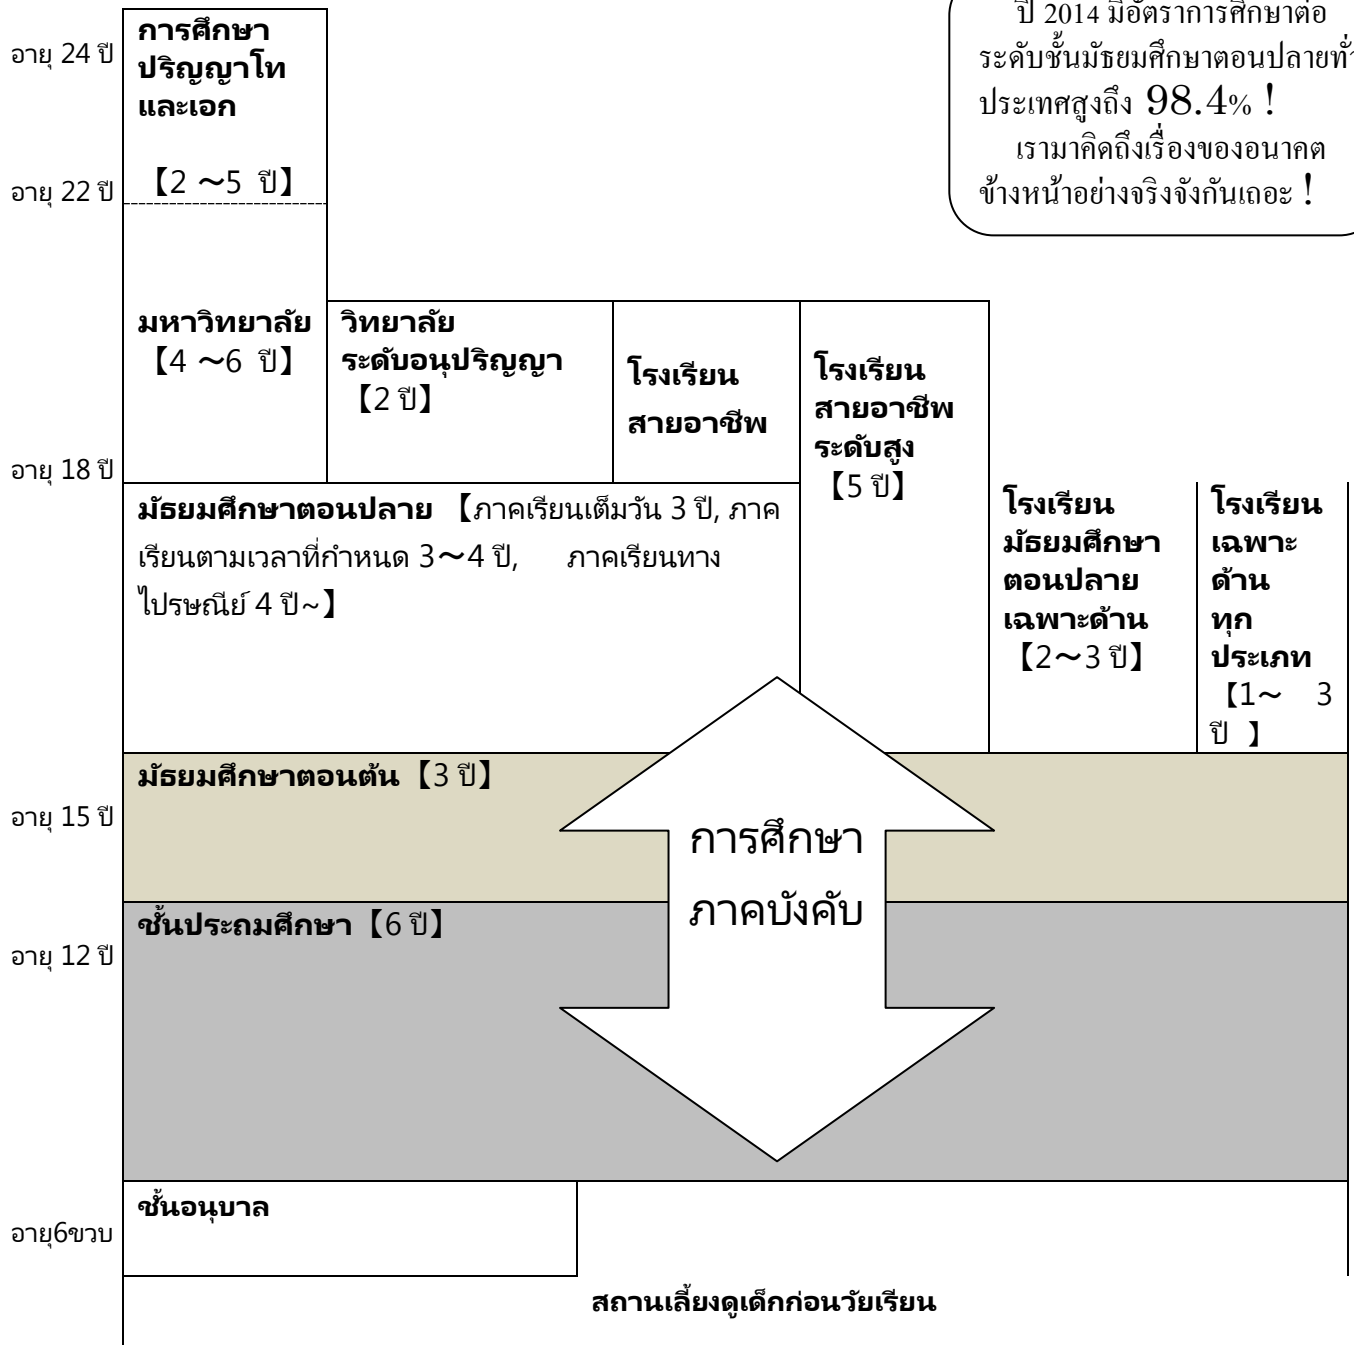 ปี 2014 มีอัตราการศึกษาต่อ
ระดับชั้นมัธยมศึกษาตอนปลายทั่ว
ประเทศสูงถึง 98.4% !
เรามาคิดถึงเรื่องของอนาคต
ข้างหน้าอย่างจริงจังกันเถอะ !
อายุ 24 ปี
การศึกษา
ปริญญาโท
และเอก
【2 ～5 ปี】
อายุ 22 ปี
มหาวิทยาลัย
【4 ～6 ปี】
วิทยาลัย
ระดับอนุปริญญา
【2 ปี】
โรงเรียน
สายอาชีพ
โรงเรียน
สายอาชีพ
ระดับสูง
【5 ปี】
อายุ 18 ปี
มัธยมศึกษาตอนปลาย 【ภาคเรียนเต็มวัน 3 ปี, ภาค
เรียนตามเวลาที่กำหนด 3～4 ปี, ภาคเรียนทาง
ไปรษณีย์ 4 ปี~】
โรงเรียน
มัธยมศึกษา
ตอนปลาย
เฉพาะด้าน
【2～3 ปี】
โรงเรียน
เฉพาะ
ด้าน
ทุก
ประเภท
【1～ 3
ปี 】
มัธยมศึกษาตอนต้น【3 ปี】
อายุ 15 ปี
การศึกษา
ภาคบังคับ
ชั้นประถมศึกษา【6 ปี】
อายุ 12 ปี
ชั้นอนุบาล
อายุ6ขวบ
สถานเลี้ยงดูเด็กก่อนวัยเรียน